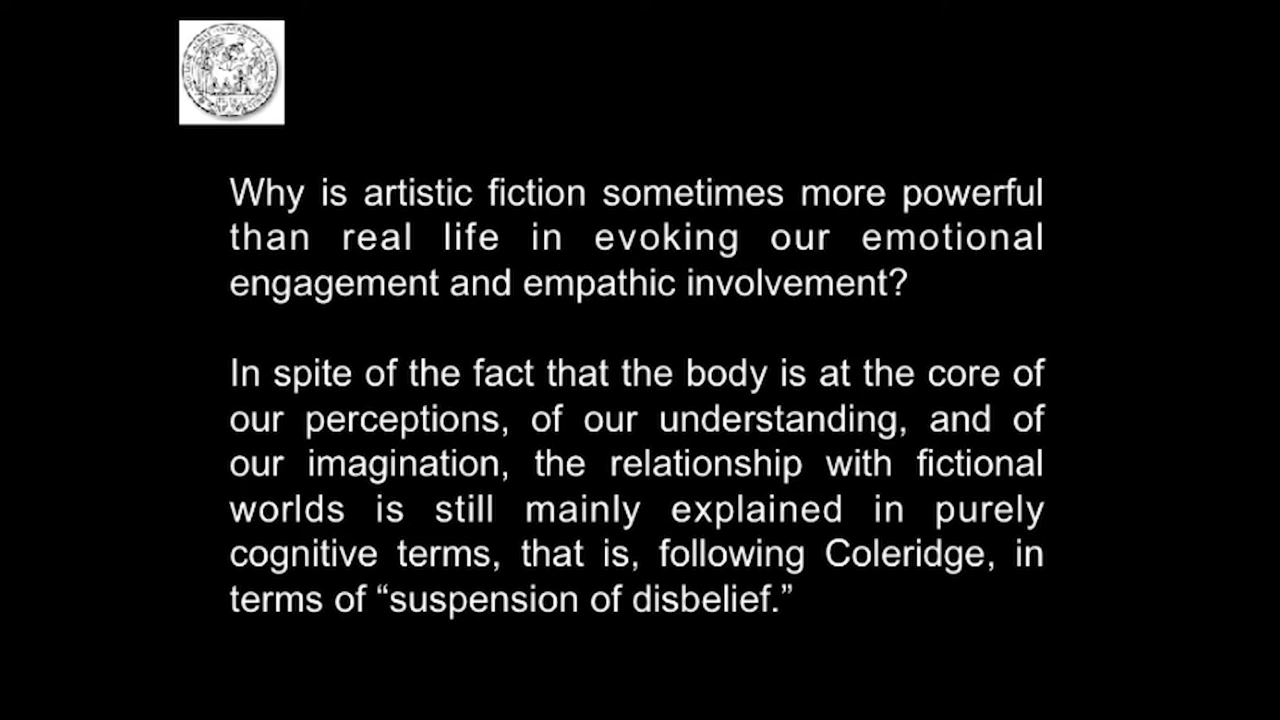 Why is artistic fiction sometimes more powerful
than real life in evoking our emotional
engagement and empathic involvement?
In spite of the fact that the body is at the core of
our perceptions, of our understanding, and of
our imagination, the relationship with fictional
worlds is still mainly explained in purely
cognitive terms, that is, following Coleridge, in
terms of “suspension of disbelief.”